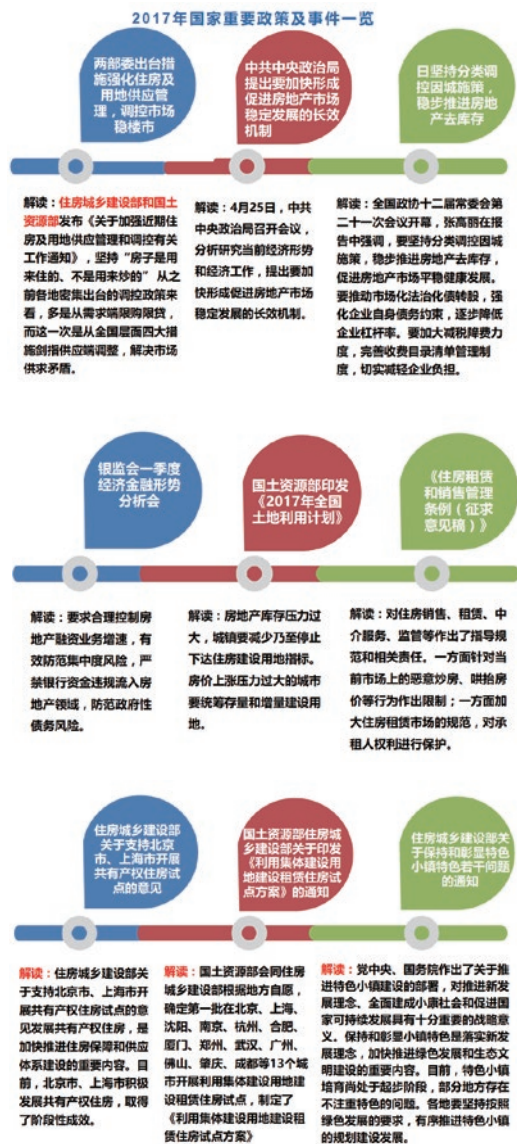 2017年国家重要政策及事件一览
两部委出台措
施强化住房及
用地供应管
理,调控市场
稳楼市
中共中央政治局
提出要加快形成
促进房地产市场
稳定发展的长效
机制
日坚持分类调
控因城施策,
稳步推进房地
产去库存
解读:住房城乡建设部和国土
资源部发布《关于加强近期住
房及用地供应管理和调控有关
工作通知》,坚持“房子是用
来住的、不是用来炒的” 从之
前各地密集出台的调控政策来
看,多是从需求端限购限贷,
而这一次是从全国层面四大措
施剑指供应端调整,解决市场
供求矛盾。
解读:4月25日,中共
中央政治局召开会议,
分析研究当前经济形势
和经济工作,提出要加
快形成促进房地产市场
稳定发展的长效机制。
解读:全国政协十二届常委会第
二十一次会议开幕,张高丽在报
告中强调,要坚持分类调控因城
施策,稳步推进房地产去库存,
促进房地产市场平稳健康发展。
要推动市场化法治化债转股,强
化企业自身债务约束,逐步降低
企业杠杆率。要加大减税降费力
度,完善收费目录清单管理制
度,切实减轻企业负担。
银监会一季度
经济金融形势
分析会
国土资源部印发
《2017年全国
土地利用计划》
《住房租赁
和销售管理
条例(征求
意见稿)》
解读:要求合理控制房
地产融资业务增速,有
效防范集中度风险,严
禁银行资金违规流入房
地产领域,防范政府性
债务风险。
解读:房地产库存压力过
大,城镇要减少乃至停止
下达住房建设用地指标。
房价上涨压力过大的城市
要统筹存量和增量建设用
地。
解读:对住房销售、租赁、中
介服务、监管等作出了指导规
范和相关责任。一方面针对当
前市场上的恶意炒房、哄抬房
价等行为作出限制;一方面加
大住房租赁市场的规范,对承
租人权利进行保护。
住房城乡建设部
关于支持北京
市、上海市开展
共有产权住房试
点的意见
国土资源部住房城
乡建设部关于印发
《利用集体建设用
地建设租赁住房试
点方案》的通知
住房城乡建设部关
于保持和彰显特色
小镇特色若干问题
的通知
解读:住房城乡建设部关
于支持北京市、上海市开
展共有产权住房试点的意
见发展共有产权住房,是
加快推进住房保障和供应
体系建设的重要内容。目
前,北京市、上海市积极
发展共有产权住房,取得
了阶段性成效。
解读:国土资源部会同住房
城乡建设部根据地方自愿,
确定第一批在北京、上海、
沈阳、南京、杭州、合肥、
厦门、郑州、武汉、广州、
佛山、肇庆、成都等13个城
市开展利用集体建设用地建
设租赁住房试点,制定了
《利用集体建设用地建设租
赁住房试点方案》
解读:党中央、国务院作出了关于推
进特色小镇建设的部署,对推进新发
展理念、全面建成小康社会和促进国
家可持续发展具有十分重要的战略意
义。保持和彰显小镇特色是落实新发
展理念,加快推进绿色发展和生态文
明建设的重要内容。目前,特色小镇
培育尚处于起步阶段,部分地方存在
不注重特色的问题。各地要坚持按照
绿色发展的要求,有序推进特色小镇
的规划建设发展。